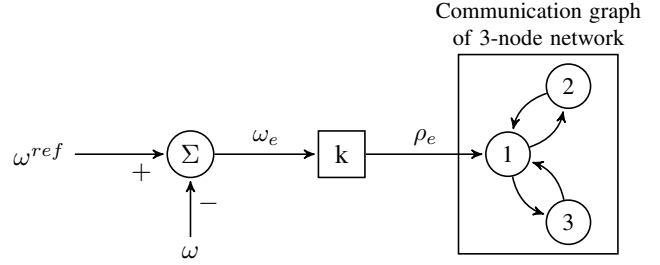 Communication graph
of 3-node network
2
ω_e
ρ_e
ω^{ref}
Σ
k
1
+
−
3
ω